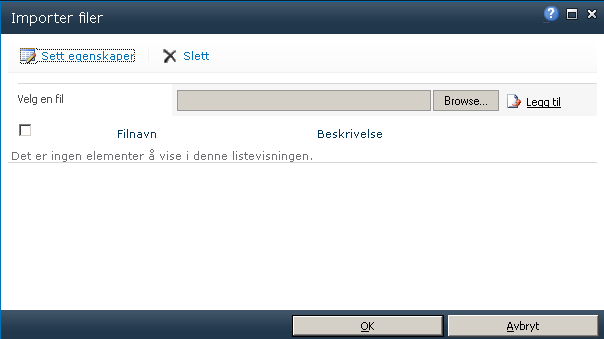 Importer filer
Sett egenskaper Slett
Velg en fil Browse... Legg til
Filnavn Beskrivelse
Det er ingen elementer å vise i denne listevisningen.
OK Avbryt